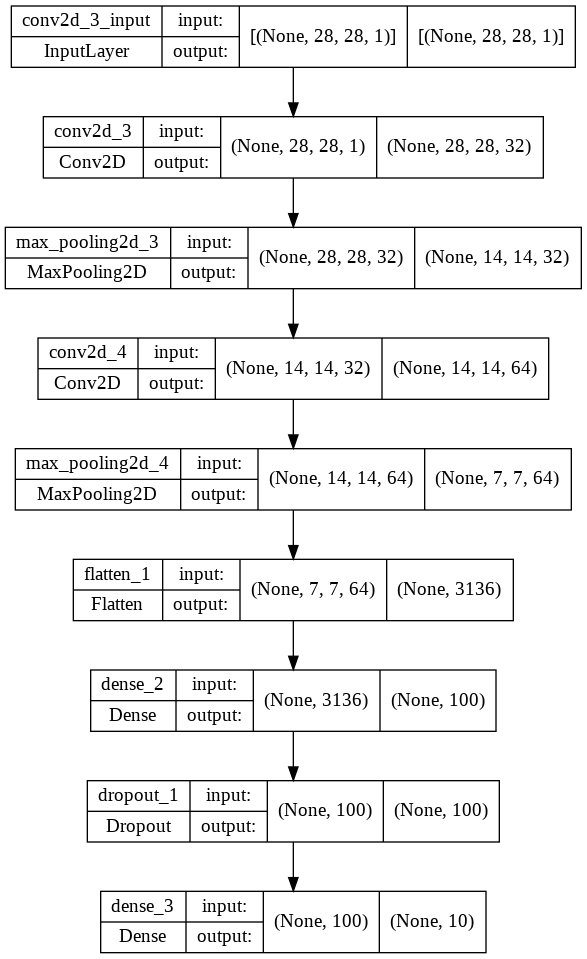 conv2d_3_input input: [(None, 28, 28, 1)] [(None, 28, 28, 1)]
InputLayer output:
conv2d_3 input: (None, 28, 28, 1) (None, 28, 28, 32)
Conv2D output:
max_pooling2d_3 input: (None, 28, 28, 32) (None, 14, 14, 32)
MaxPooling2D output:
conv2d_4 input: (None, 14, 14, 32) (None, 14, 14, 64)
Conv2D output:
max_pooling2d_4 input: (None, 14, 14, 64) (None, 7, 7, 64)
MaxPooling2D output:
flatten_1 input: (None, 7, 7, 64) (None, 3136)
Flatten output:
dense_2 input: (None, 3136) (None, 100)
Dense output:
dropout_1 input: (None, 100) (None, 100)
Dropout output:
dense_3 input: (None, 100) (None, 10)
Dense output: